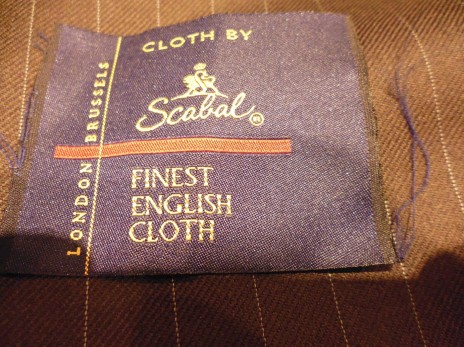 CLOTH BY
Scabal ®
FINEST
ENGLISH
CLOTH
LONDON BRUSSELS